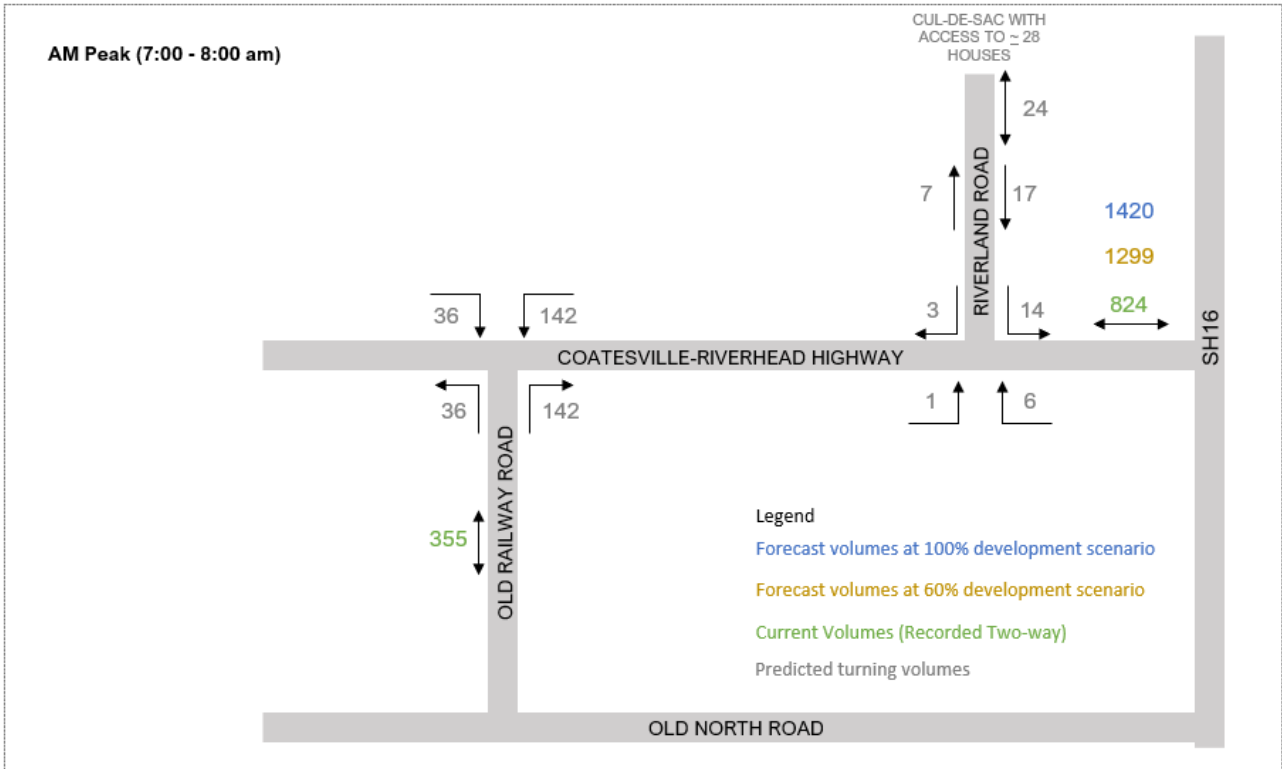 CUL-DE-SAC WITH
ACCESS TO ~ 28
HOUSES
AM Peak (7:00 - 8:00 am)
24
7
17
RIVERLAND ROAD
1420
1299
824
SH16
36
142
3
14
COATESVILLE-RIVERHEAD HIGHWAY
36
142
1
6
OLD RAILWAY ROAD
355
Legend
Forecast volumes at 100% development scenario
Forecast volumes at 60% development scenario
Current Volumes (Recorded Two-way)
Predicted turning volumes
OLD NORTH ROAD